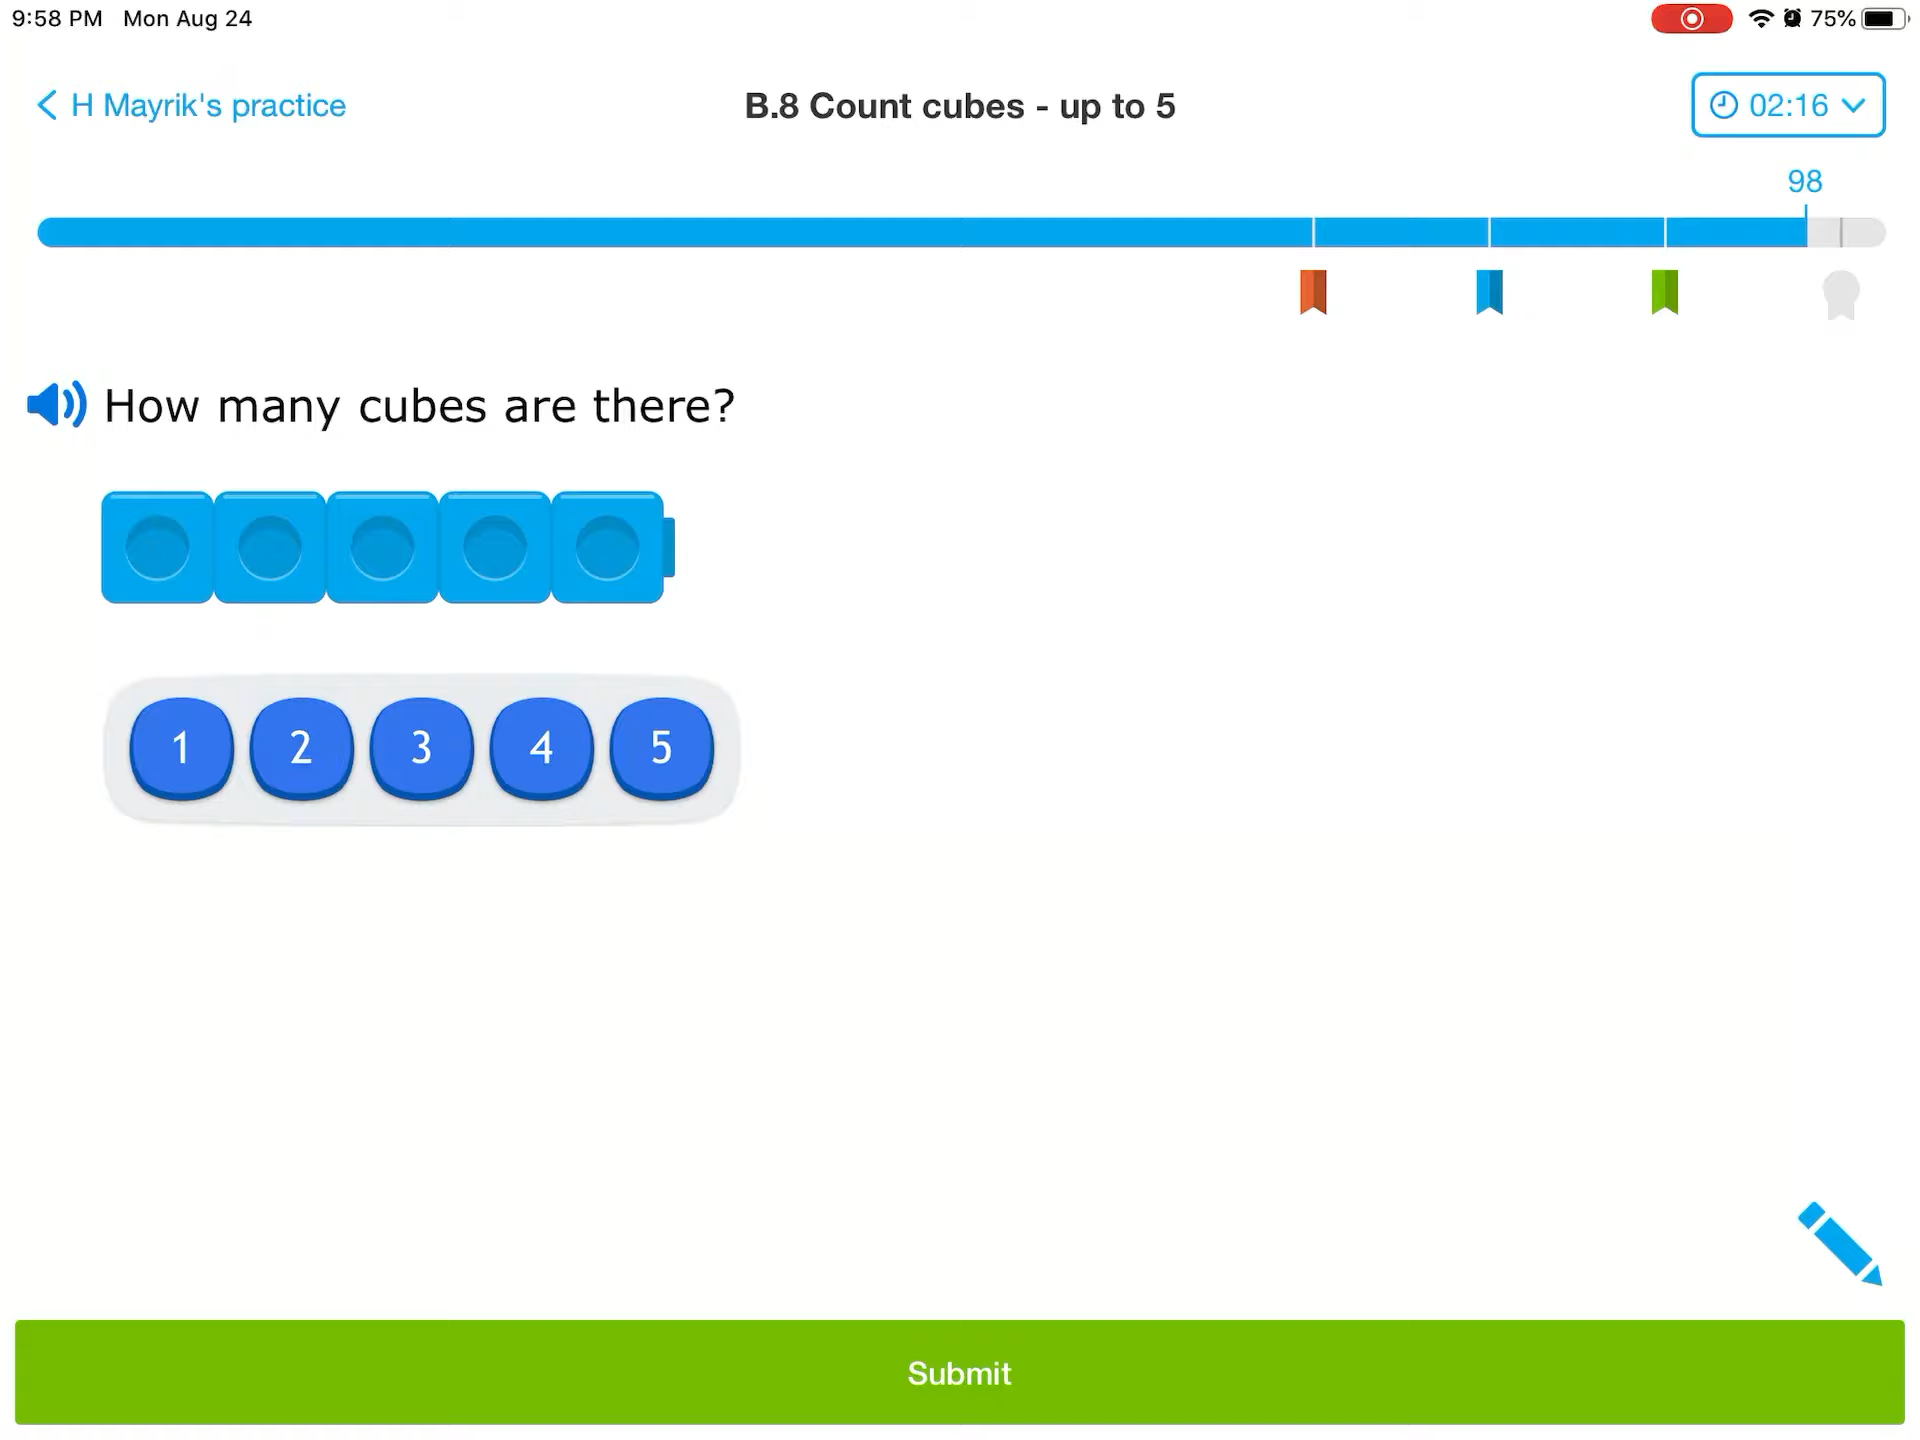 9:58 PM Mon Aug 24 75%
H Mayrik's practice B.8 Count cubes - up to 5 02:16
98
How many cubes are there?
1 2 3 4 5
Submit